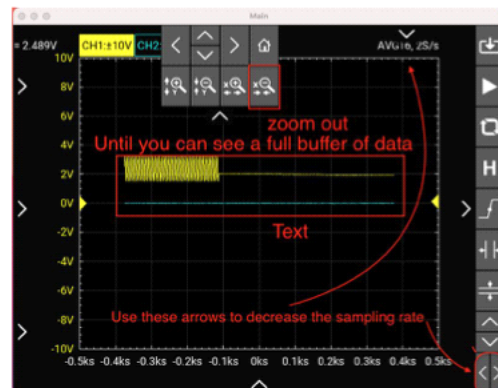 Main
= 2.489V
CH1:±10V
CH2:
AVG16, 2S/s
10V
8V
6V
4V
2V
0V
-2V
-4V
-6V
-8V
-10V
zoom out
Until you can see a full buffer of data
Text
Use these arrows to decrease the sampling rate
-0.5ks -0.4ks -0.3ks -0.2ks -0.1ks 0ks 0.1ks 0.2ks 0.3ks 0.4ks 0.5ks
H
Y
Y
X
X